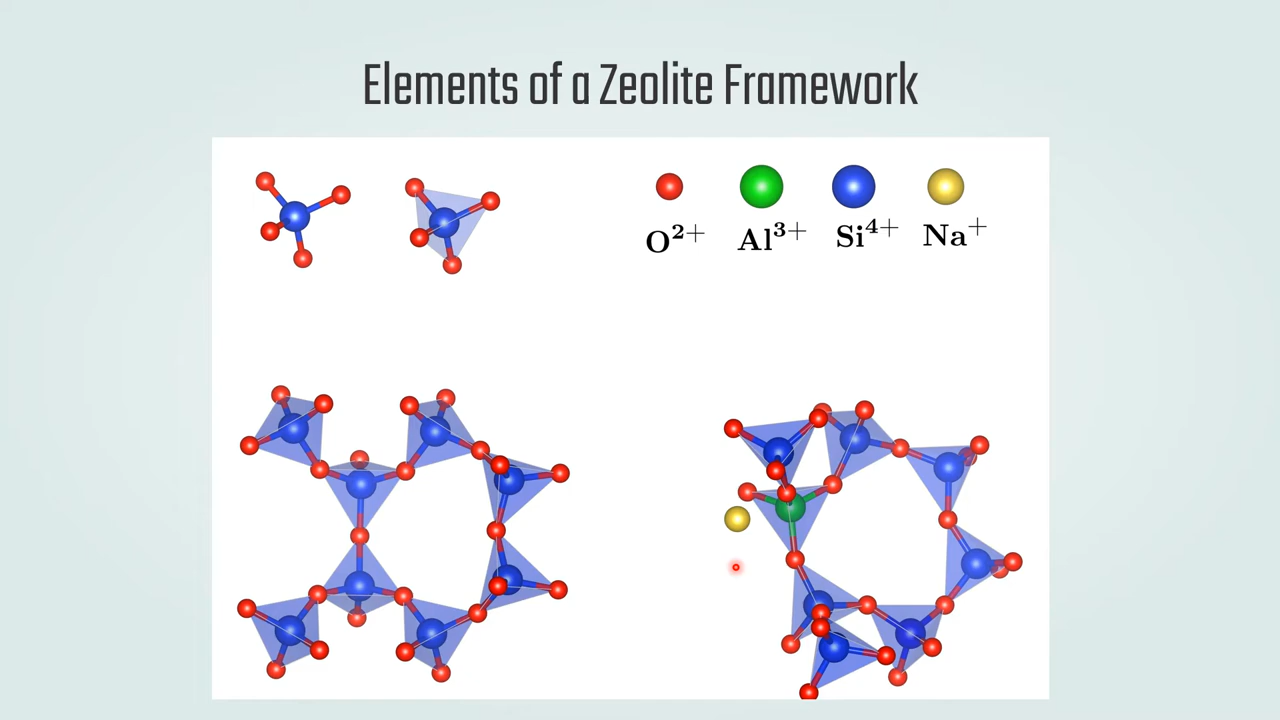 Elements of a Zeolite Framework
O²⁺ Al³⁺ Si⁴⁺ Na⁺